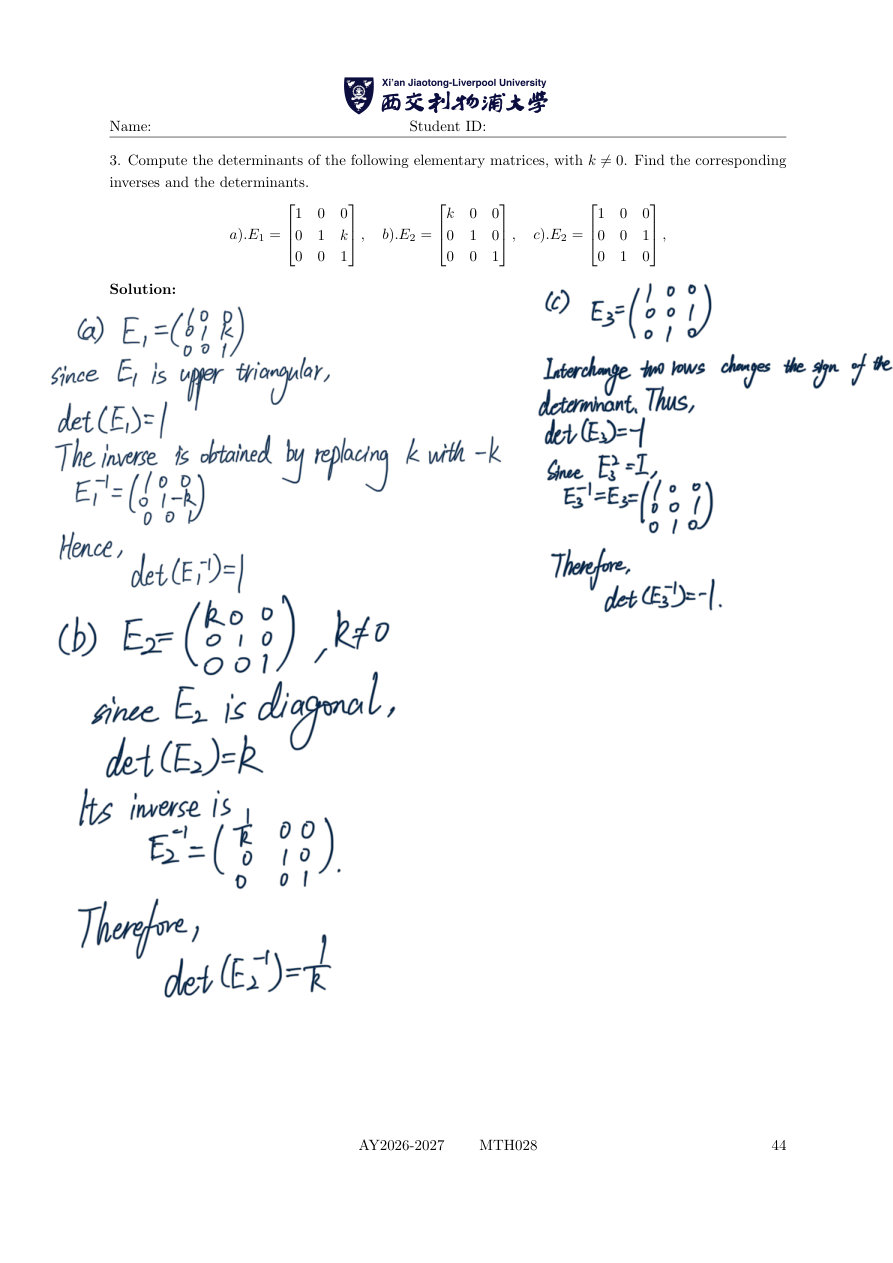 Xi'an Jiaotong-Liverpool University
西交利物浦大学
Name: Student ID:
3. Compute the determinants of the following elementary matrices, with k ≠ 0. Find the corresponding
inverses and the determinants.
a).E₁ = [1 0 0; 0 1 k; 0 0 1], b).E₂ = [k 0 0; 0 1 0; 0 0 1], c).E₂ = [1 0 0; 0 0 1; 0 1 0],
Solution:
(a) E₁=(1 0 0; 0 1 k; 0 0 1)
since E₁ is upper triangular,
det(E₁)=1
The inverse is obtained by replacing k with -k
E₁⁻¹=(1 0 0; 0 1 -k; 0 0 1)
Hence,
det(E₁⁻¹)=1
(b) E₂=(k 0 0; 0 1 0; 0 0 1), k≠0
since E₂ is diagonal,
det(E₂)=k
Its inverse is
E₂⁻¹=(1/k 0 0; 0 1 0; 0 0 1).
Therefore,
det(E₂⁻¹)=1/k
(c) E₃=(1 0 0; 0 0 1; 0 1 0)
Interchange two rows changes the sign of the
determinant. Thus,
det(E₃)=-1
Since E₃²=I,
E₃⁻¹=E₃=(1 0 0; 0 0 1; 0 1 0)
Therefore,
det(E₃⁻¹)=-1.
AY2026-2027 MTH028 44